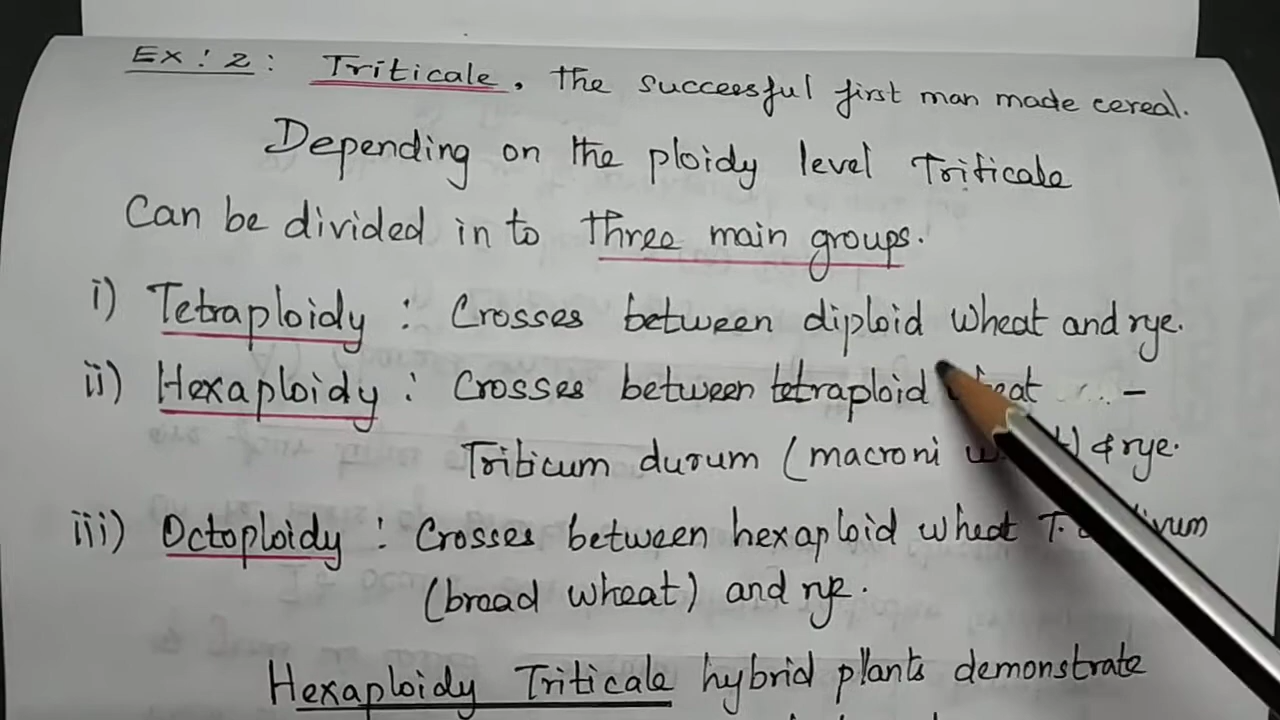 Ex: 2: Triticale, the successful first man made cereal.
Depending on the ploidy level Triticale
Can be divided in to three main groups.
i) Tetraploidy : Crosses between diploid wheat and rye.
ii) Hexaploidy : Crosses between tetraploid wheat -
Triticum durum (macroni ) & rye.
iii) Octoploidy : Crosses between hexaploid wheat T.
(bread wheat) and rye.
Hexaploidy Triticale hybrid plants demonstrate